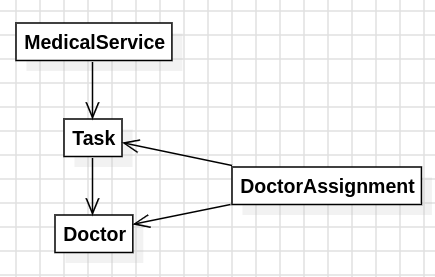 MedicalService
Task
DoctorAssignment
Doctor